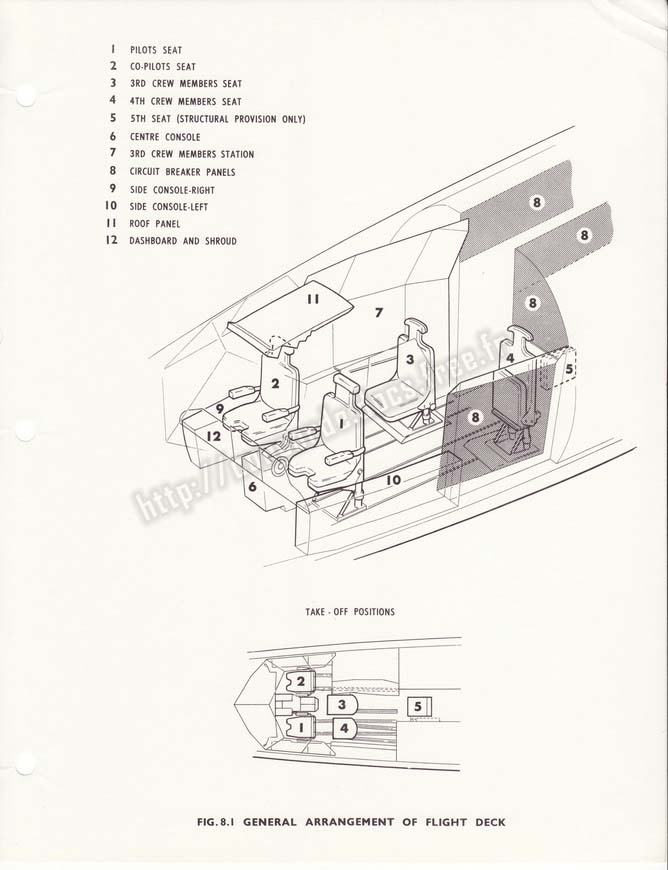 1 PILOTS SEAT
2 CO-PILOTS SEAT
3 3RD CREW MEMBERS SEAT
4 4TH CREW MEMBERS SEAT
5 5TH SEAT (STRUCTURAL PROVISION ONLY)
6 CENTRE CONSOLE
7 3RD CREW MEMBERS STATION
8 CIRCUIT BREAKER PANELS
9 SIDE CONSOLE-RIGHT
10 SIDE CONSOLE-LEFT
11 ROOF PANEL
12 DASHBOARD AND SHROUD
8
8
8
11
7
3
4
5
2
9
12
1
8
6
10
TAKE-OFF POSITIONS
2
3
5
1
4
FIG. 8.1 GENERAL ARRANGEMENT OF FLIGHT DECK